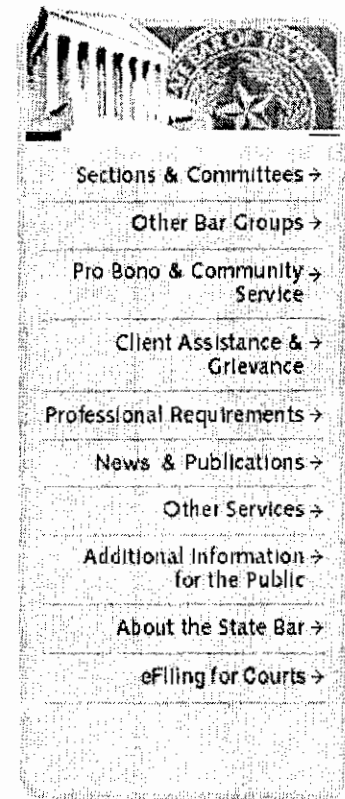 Sections & Committees →
Other Bar Groups →
Pro Bono & Community →
Service
Client Assistance & →
Grievance
Professional Requirements →
News & Publications →
Other Services →
Additional Information →
for the Public
About the State Bar →
eFiling for Courts →